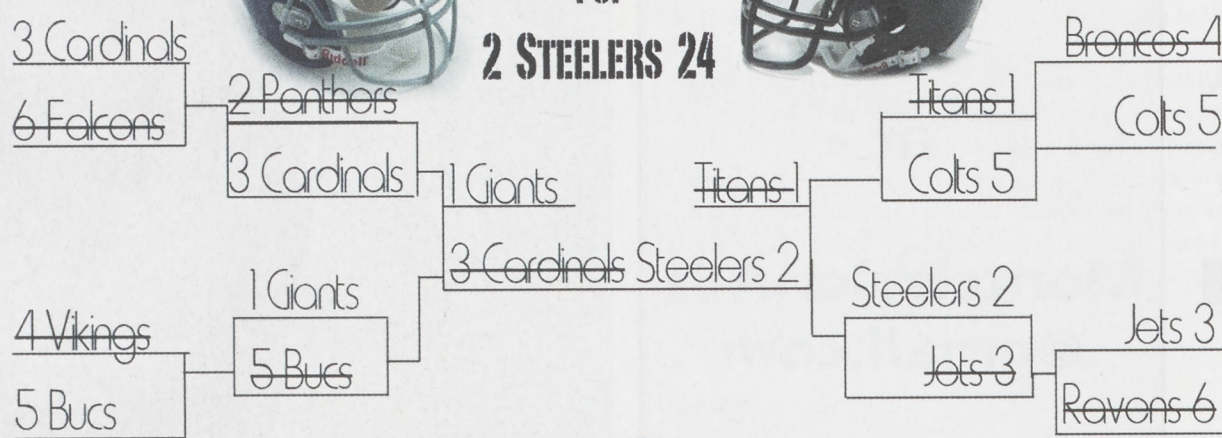 2 STEELERS 24
3 Cardinals
6 Falcons
2 Panthers
3 Cardinals
1 Giants
3 Cardinals
1 Giants
5 Bucs
4 Vikings
5 Bucs
Titans 1
Steelers 2
Titans 1
Colts 5
Broncos 4
Colts 5
Steelers 2
Jets 3
Jets 3
Ravens 6
Riddell